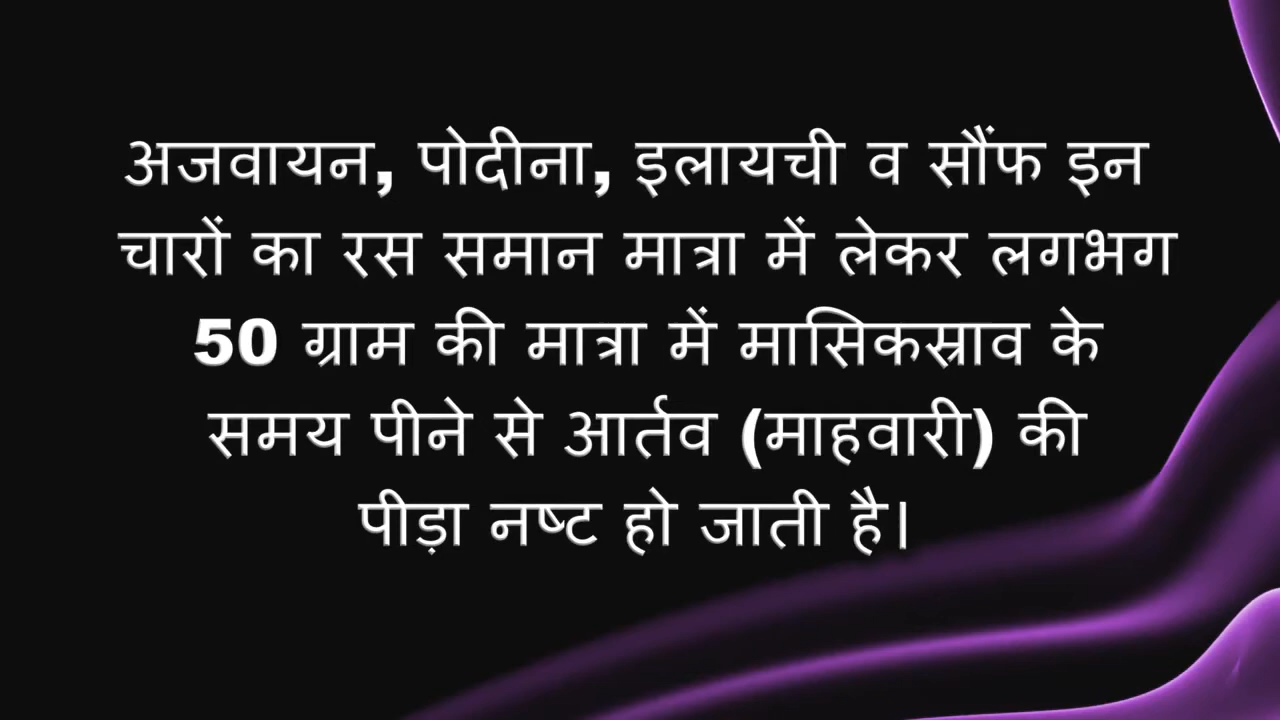 अजवायन, पोदीना, इलायची व सौंफ इन
चारों का रस समान मात्रा में लेकर लगभग
50 ग्राम की मात्रा में मासिकस्राव के
समय पीने से आर्तव (माहवारी) की
पीड़ा नष्ट हो जाती है।